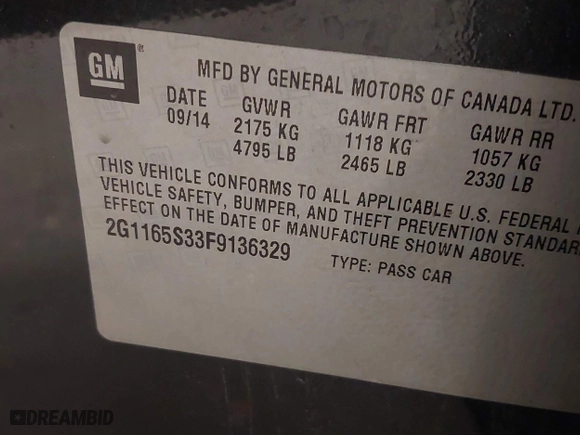 GM®
MFD BY GENERAL MOTORS OF CANADA LTD.
DATE GVWR GAWR FRT GAWR RR
09/14 2175 KG 1118 KG 1057 KG
4795 LB 2465 LB 2330 LB
THIS VEHICLE CONFORMS TO ALL APPLICABLE U.S. FEDERAL
VEHICLE SAFETY, BUMPER, AND THEFT PREVENTION STANDAR
EFFECT ON THE DATE OF MANUFACTURE SHOWN ABOVE.
2G1165S33F9136329 TYPE: PASS CAR
DREAMBID